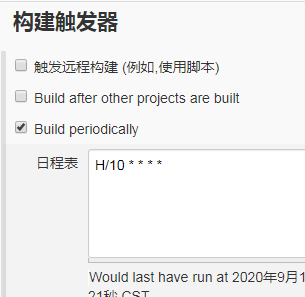 构建触发器
触发远程构建 (例如,使用脚本)
Build after other projects are built
Build periodically
日程表
H/10 * * * *
Would last have run at 2020年9月1
21秒 CST